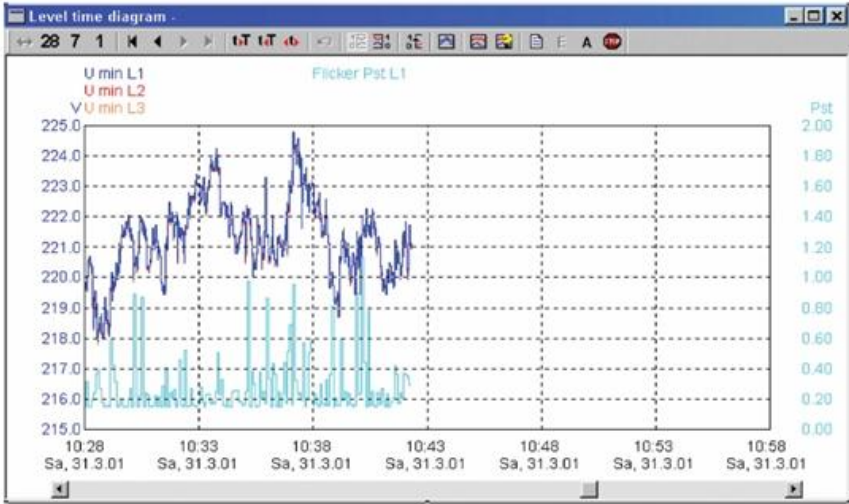 Level time diagram -
28 7 1 E A STOP
U min L1 Flicker Pst L1
U min L2
V U min L3 Pst
225.0 2.00
224.0 1.80
223.0 1.60
222.0 1.40
221.0 1.20
220.0 1.00
219.0 0.80
218.0 0.60
217.0 0.40
216.0 0.20
215.0 0.00
10:28 10:33 10:38 10:43 10:48 10:53 10:58
Sa, 31.3.01 Sa, 31.3.01 Sa, 31.3.01 Sa, 31.3.01 Sa, 31.3.01 Sa, 31.3.01 Sa, 31.3.01